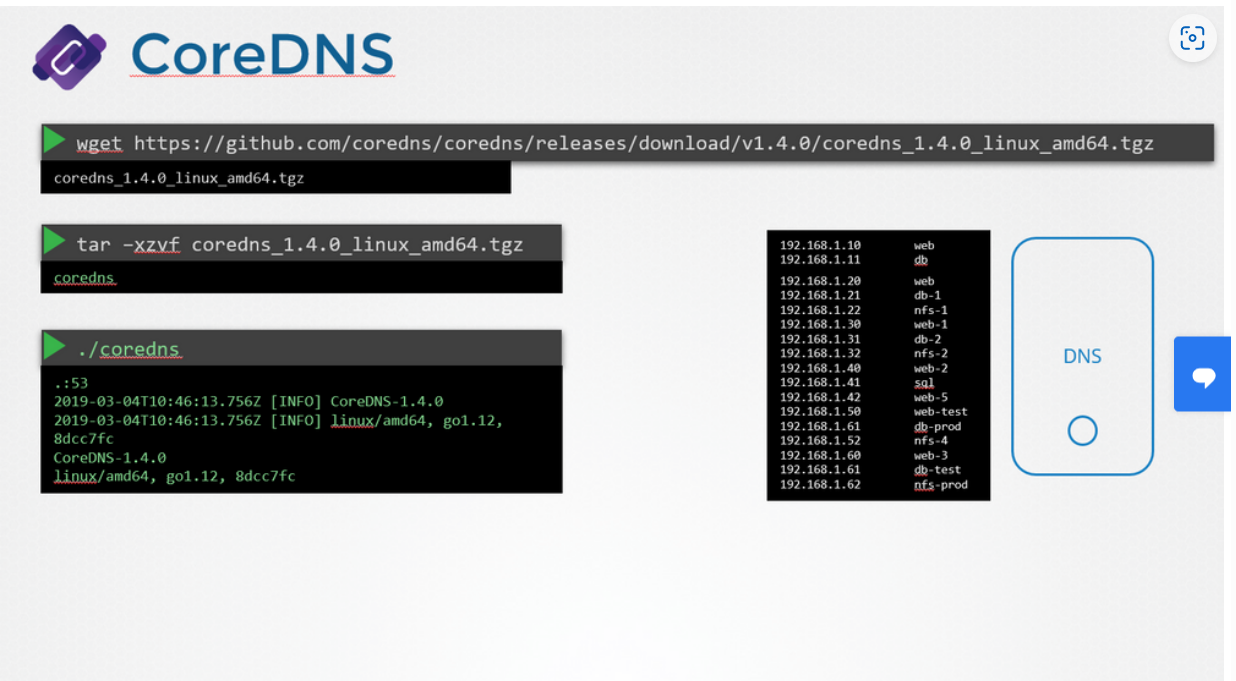 CoreDNS
wget https://github.com/coredns/coredns/releases/download/v1.4.0/coredns_1.4.0_linux_amd64.tgz
coredns_1.4.0_linux_amd64.tgz
tar –xzvf coredns_1.4.0_linux_amd64.tgz
coredns
./coredns
.:53
2019-03-04T10:46:13.756Z [INFO] CoreDNS-1.4.0
2019-03-04T10:46:13.756Z [INFO] linux/amd64, go1.12,
8dcc7fc
CoreDNS-1.4.0
linux/amd64, go1.12, 8dcc7fc
192.168.1.10 web
192.168.1.11 db
192.168.1.20 web
192.168.1.21 db-1
192.168.1.22 nfs-1
192.168.1.30 web-1
192.168.1.31 db-2
192.168.1.32 nfs-2
192.168.1.40 web-2
192.168.1.41 sql
192.168.1.42 web-5
192.168.1.50 web-test
192.168.1.61 db-prod
192.168.1.52 nfs-4
192.168.1.60 web-3
192.168.1.61 db-test
192.168.1.62 nfs-prod
DNS